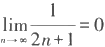 lim_{n→∞} 1/(2n+1) = 0